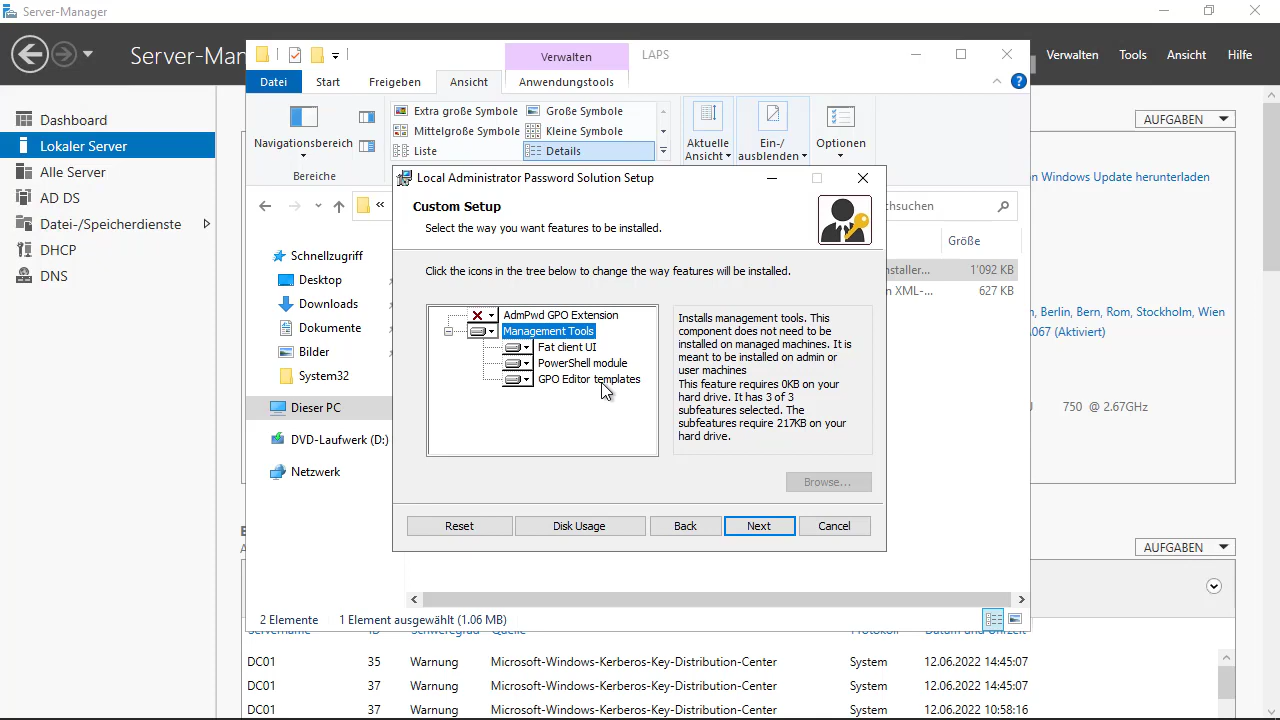 Server-Manager
Server-Man
Verwalten
Tools
Ansicht
Hilfe
Verwalten
LAPS
Datei
Start
Freigeben
Ansicht
Anwendungstools
Navigationsbereich
Extra große Symbole
Große Symbole
Mittelgroße Symbole
Kleine Symbole
Liste
Details
Aktuelle
Ansicht
Ein-/
ausblenden
Optionen
Bereiche
Dashboard
Lokaler Server
Alle Server
AD DS
Datei-/Speicherdienste
DHCP
DNS
AUFGABEN
on Windows Update herunterladen
«
chsuchen
Größe
Schnellzugriff
Desktop
Downloads
Dokumente
Bilder
System32
Dieser PC
DVD-Laufwerk (D:)
Netzwerk
nstaller...
1'092 KB
n XML-...
627 KB
, Berlin, Bern, Rom, Stockholm, Wien
067 (Aktiviert)
750 @ 2.67GHz
Local Administrator Password Solution Setup
Custom Setup
Select the way you want features to be installed.
Click the icons in the tree below to change the way features will be installed.
AdmPwd GPO Extension
Management Tools
Fat client UI
PowerShell module
GPO Editor templates
Installs management tools. This
component does not need to be
installed on managed machines. It is
meant to be installed on admin or
user machines
This feature requires 0KB on your
hard drive. It has 3 of 3
subfeatures selected. The
subfeatures require 217KB on your
hard drive.
Browse...
Reset
Disk Usage
Back
Next
Cancel
AUFGABEN
2 Elemente
1 Element ausgewählt (1.06 MB)
Servername
ID
Schweregrad
Quelle
Protokoll
Datum und Uhrzeit
DC01 35 Warnung Microsoft-Windows-Kerberos-Key-Distribution-Center System 12.06.2022 14:45:07
DC01 37 Warnung Microsoft-Windows-Kerberos-Key-Distribution-Center System 12.06.2022 14:45:07
DC01 37 Warnung Microsoft-Windows-Kerberos-Key-Distribution-Center System 12.06.2022 10:58:16